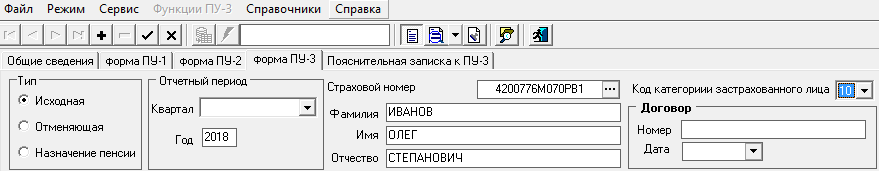 Файл Режим Сервис Функции ПУ-3 Справочники Справка
Общие сведения форма ПУ-1 форма ПУ-2 Форма ПУ-3 Пояснительная записка к ПУ-3
Тип
Исходная
Отменяющая
Назначение пенсии
Отчетный период
Квартал
Год 2018
Страховой номер 4200776М070РВ1 ...
Фамилия ИВАНОВ
Имя ОЛЕГ
Отчество СТЕПАНОВИЧ
Код категориии застрахованного лица 10
Договор
Номер
Дата